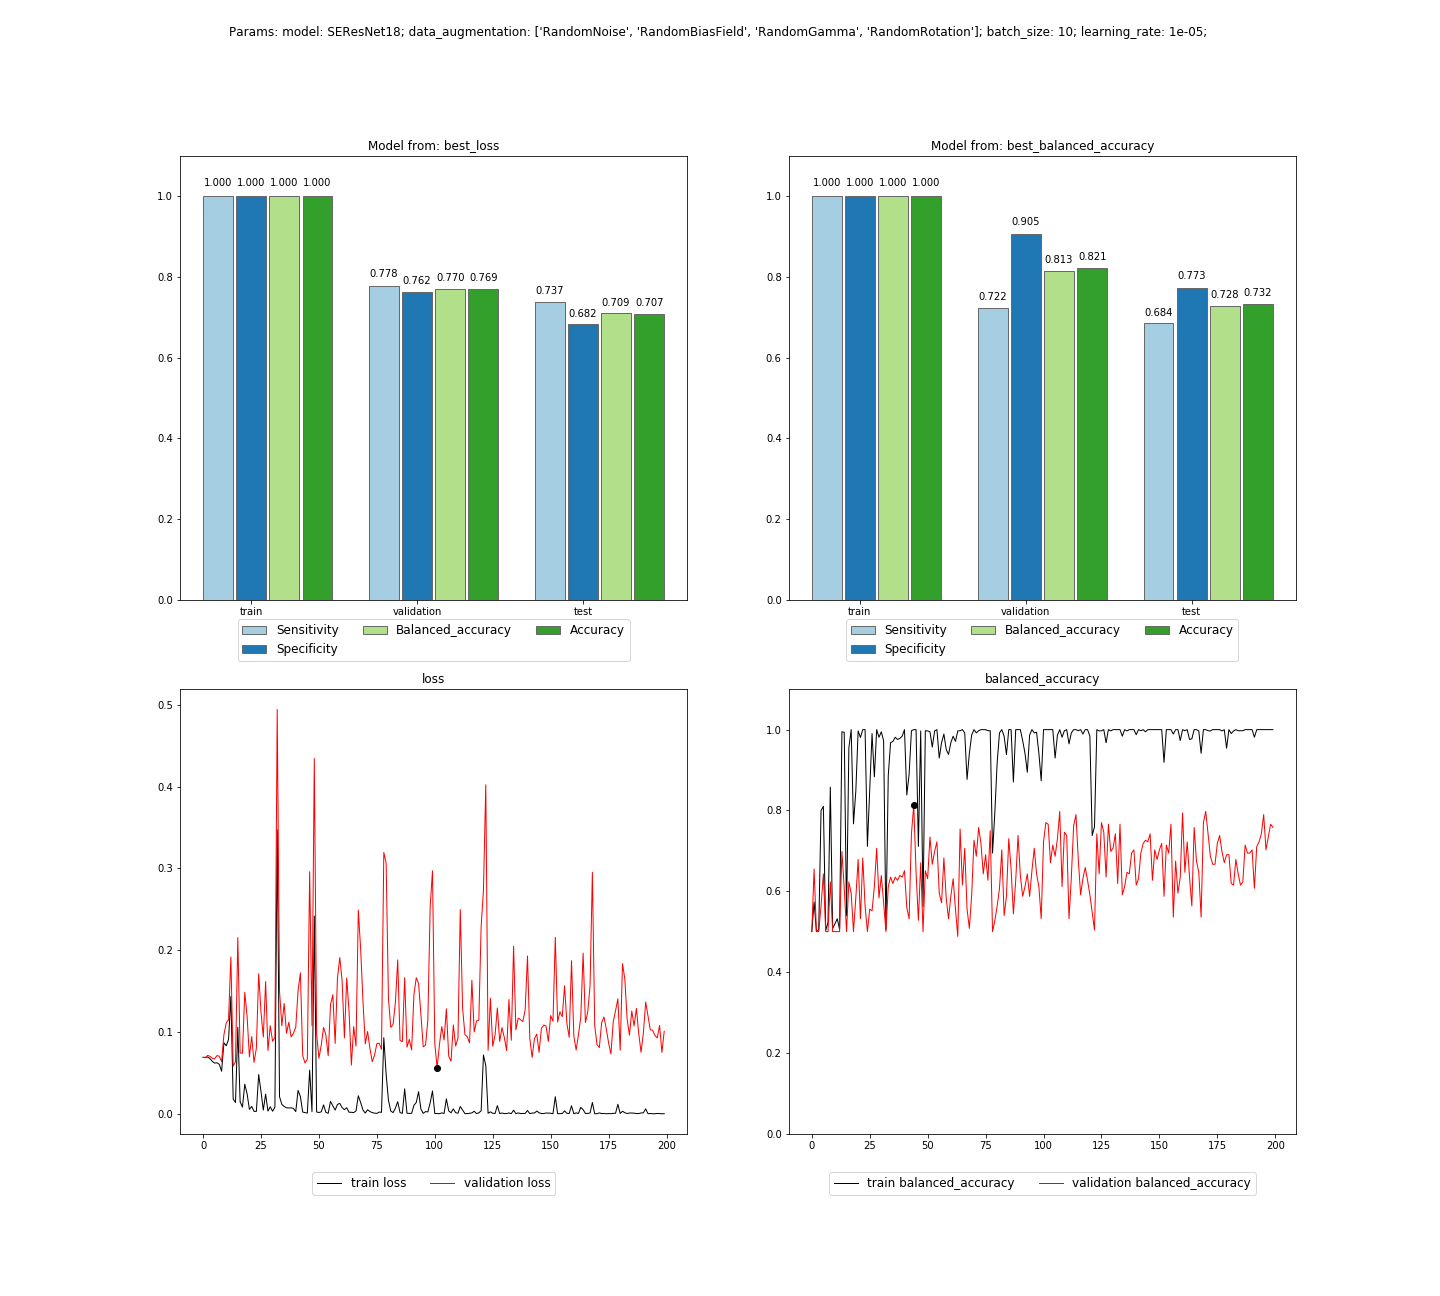 Params: model: SEResNet18; data_augmentation: ['RandomNoise', 'RandomBiasField', 'RandomGamma', 'RandomRotation']; batch_size: 10; learning_rate: 1e-05;
Model from: best_loss
1.000 1.000 1.000 1.000
0.778 0.762 0.770 0.769
0.737 0.682 0.709 0.707
1.0
0.8
0.6
0.4
0.2
0.0
train validation test
Sensitivity Balanced_accuracy Accuracy
Specificity
Model from: best_balanced_accuracy
1.000 1.000 1.000 1.000
0.722 0.905 0.813 0.821
0.684 0.773 0.728 0.732
1.0
0.8
0.6
0.4
0.2
0.0
train validation test
Sensitivity Balanced_accuracy Accuracy
Specificity
loss
0.5
0.4
0.3
0.2
0.1
0.0
0 25 50 75 100 125 150 175 200
train loss validation loss
balanced_accuracy
1.0
0.8
0.6
0.4
0.2
0.0
0 25 50 75 100 125 150 175 200
train balanced_accuracy validation balanced_accuracy